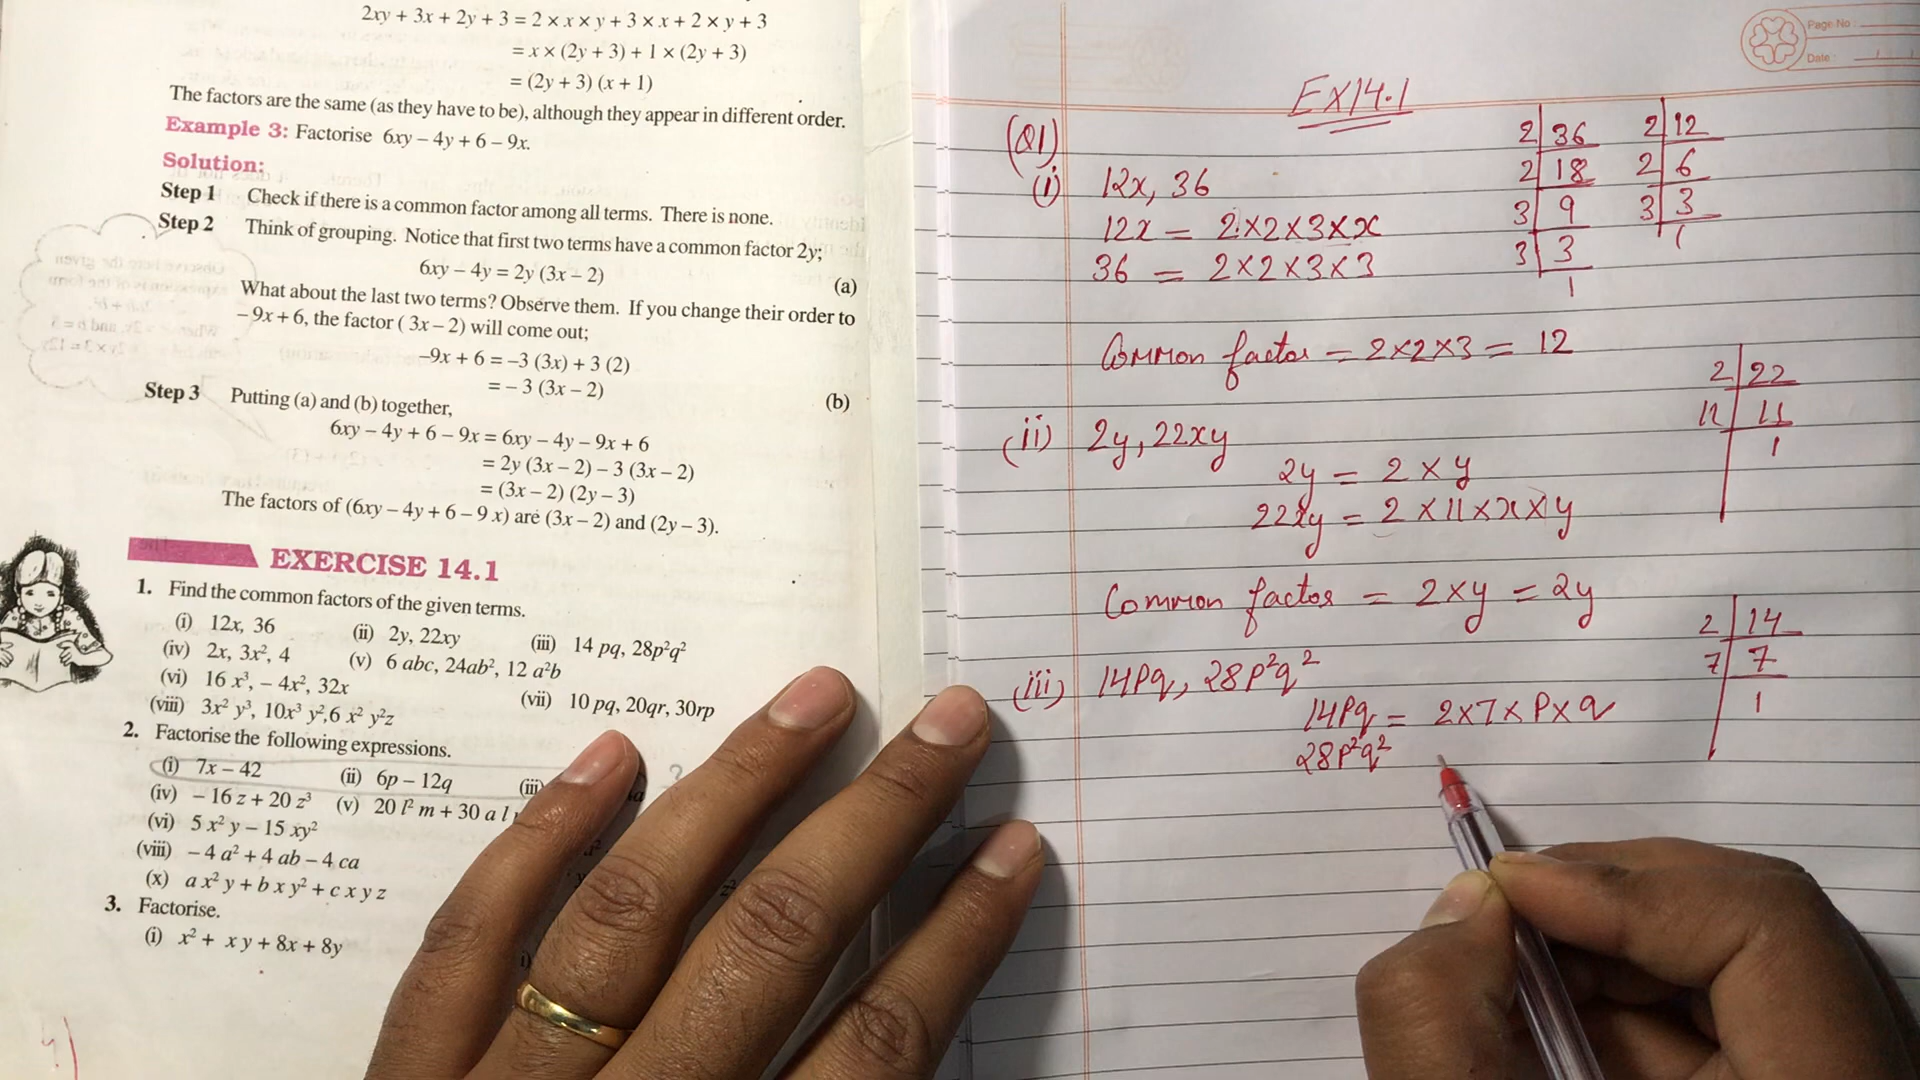 2xy + 3x + 2y + 3 = 2 × x × y + 3 × x + 2 × y + 3
= x × (2y + 3) + 1 × (2y + 3)
= (2y + 3) (x + 1)
The factors are the same (as they have to be), although they appear in different order.
Example 3: Factorise 6xy – 4y + 6 – 9x.
Solution:
Step 1 Check if there is a common factor among all terms. There is none.
Step 2 Think of grouping. Notice that first two terms have a common factor 2y;
6xy – 4y = 2y (3x – 2) (a)
What about the last two terms? Observe them. If you change their order to
– 9x + 6, the factor ( 3x – 2) will come out;
–9x + 6 = –3 (3x) + 3 (2)
= – 3 (3x – 2) (b)
Step 3 Putting (a) and (b) together,
6xy – 4y + 6 – 9x = 6xy – 4y – 9x + 6
= 2y (3x – 2) – 3 (3x – 2)
= (3x – 2) (2y – 3)
The factors of (6xy – 4y + 6 – 9 x) are (3x – 2) and (2y – 3).
EXERCISE 14.1
1. Find the common factors of the given terms.
(i) 12x, 36 (ii) 2y, 22xy (iii) 14 pq, 28p²q²
(iv) 2x, 3x², 4 (v) 6 abc, 24ab², 12 a²b
(vi) 16 x³, – 4x², 32x (vii) 10 pq, 20qr, 30rp
(viii) 3x² y³, 10x³ y²,6 x² y²z
2. Factorise the following expressions.
(i) 7x – 42 (ii) 6p – 12q (iii)
(iv) – 16 z + 20 z³ (v) 20 l² m + 30 a l
(vi) 5 x² y – 15 xy²
(viii) – 4 a² + 4 ab – 4 ca
(x) a x² y + b x y² + c x y z
3. Factorise.
(i) x² + x y + 8x + 8y
Page No :
Date :
EX14.1
(Q1)
(i) 12x, 36
12x = 2×2×3×x
36 = 2×2×3×3
2 36
2 18
3 9
3 3
1
2 12
2 6
3 3
1
Common factor = 2×2×3 = 12
(ii) 2y, 22xy
2y = 2 × y
22xy = 2 ×11×x×y
2 22
11 11
1
Common factor = 2×y = 2y
(iii) 14pq, 28p²q²
14pq = 2×7×p×q
28p²q²
2 14
7 7
1